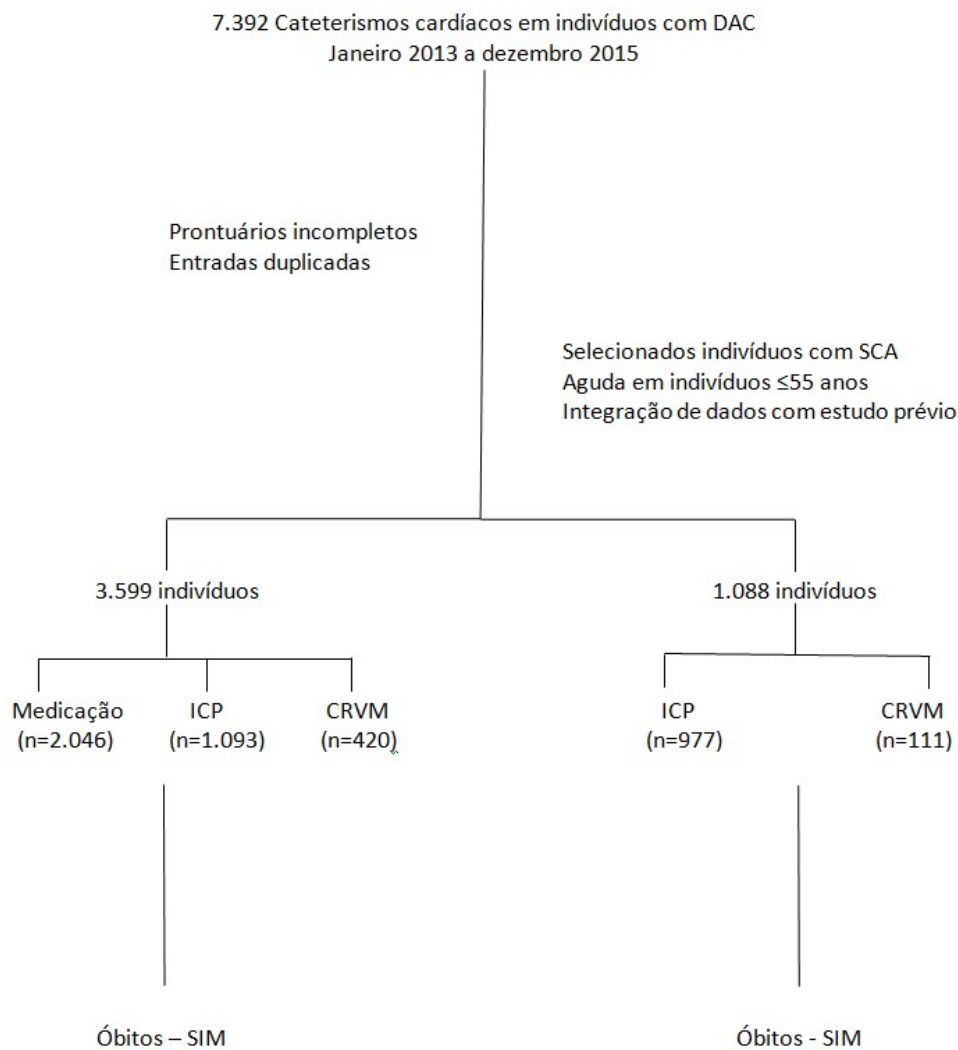 7.392 Cateterismos cardíacos em indivíduos com DAC
Janeiro 2013 a dezembro 2015
Prontuários incompletos
Entradas duplicadas
Selecionados indivíduos com SCA
Aguda em indivíduos ≤55 anos
Integração de dados com estudo prévio
3.599 indivíduos
1.088 indivíduos
Medicação
(n=2.046)
ICP
(n=1.093)
CRVM
(n=420)
ICP
(n=977)
CRVM
(n=111)
Óbitos – SIM
Óbitos - SIM